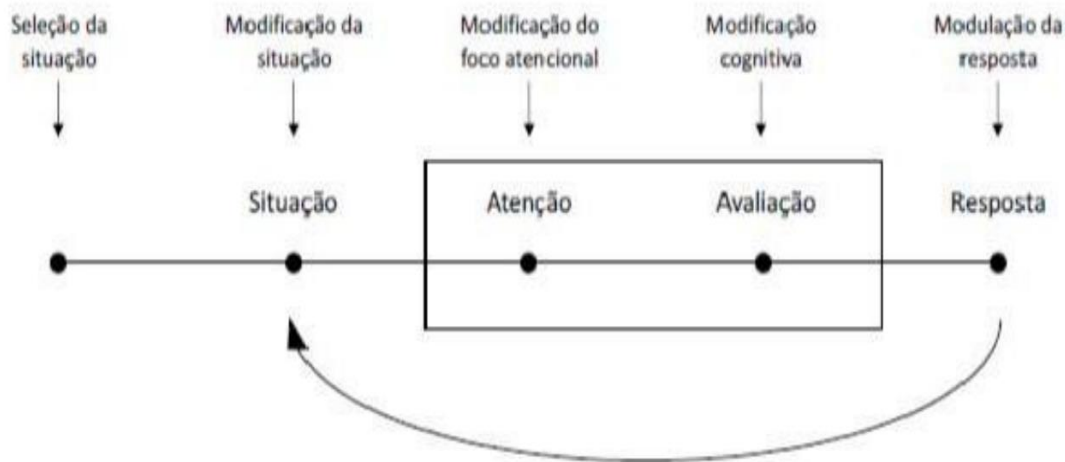 Seleção da
situação
Modificação da
situação
Modificação do
foco atencional
Modificação
cognitiva
Modulação da
resposta
Situação
Atenção
Avaliação
Resposta